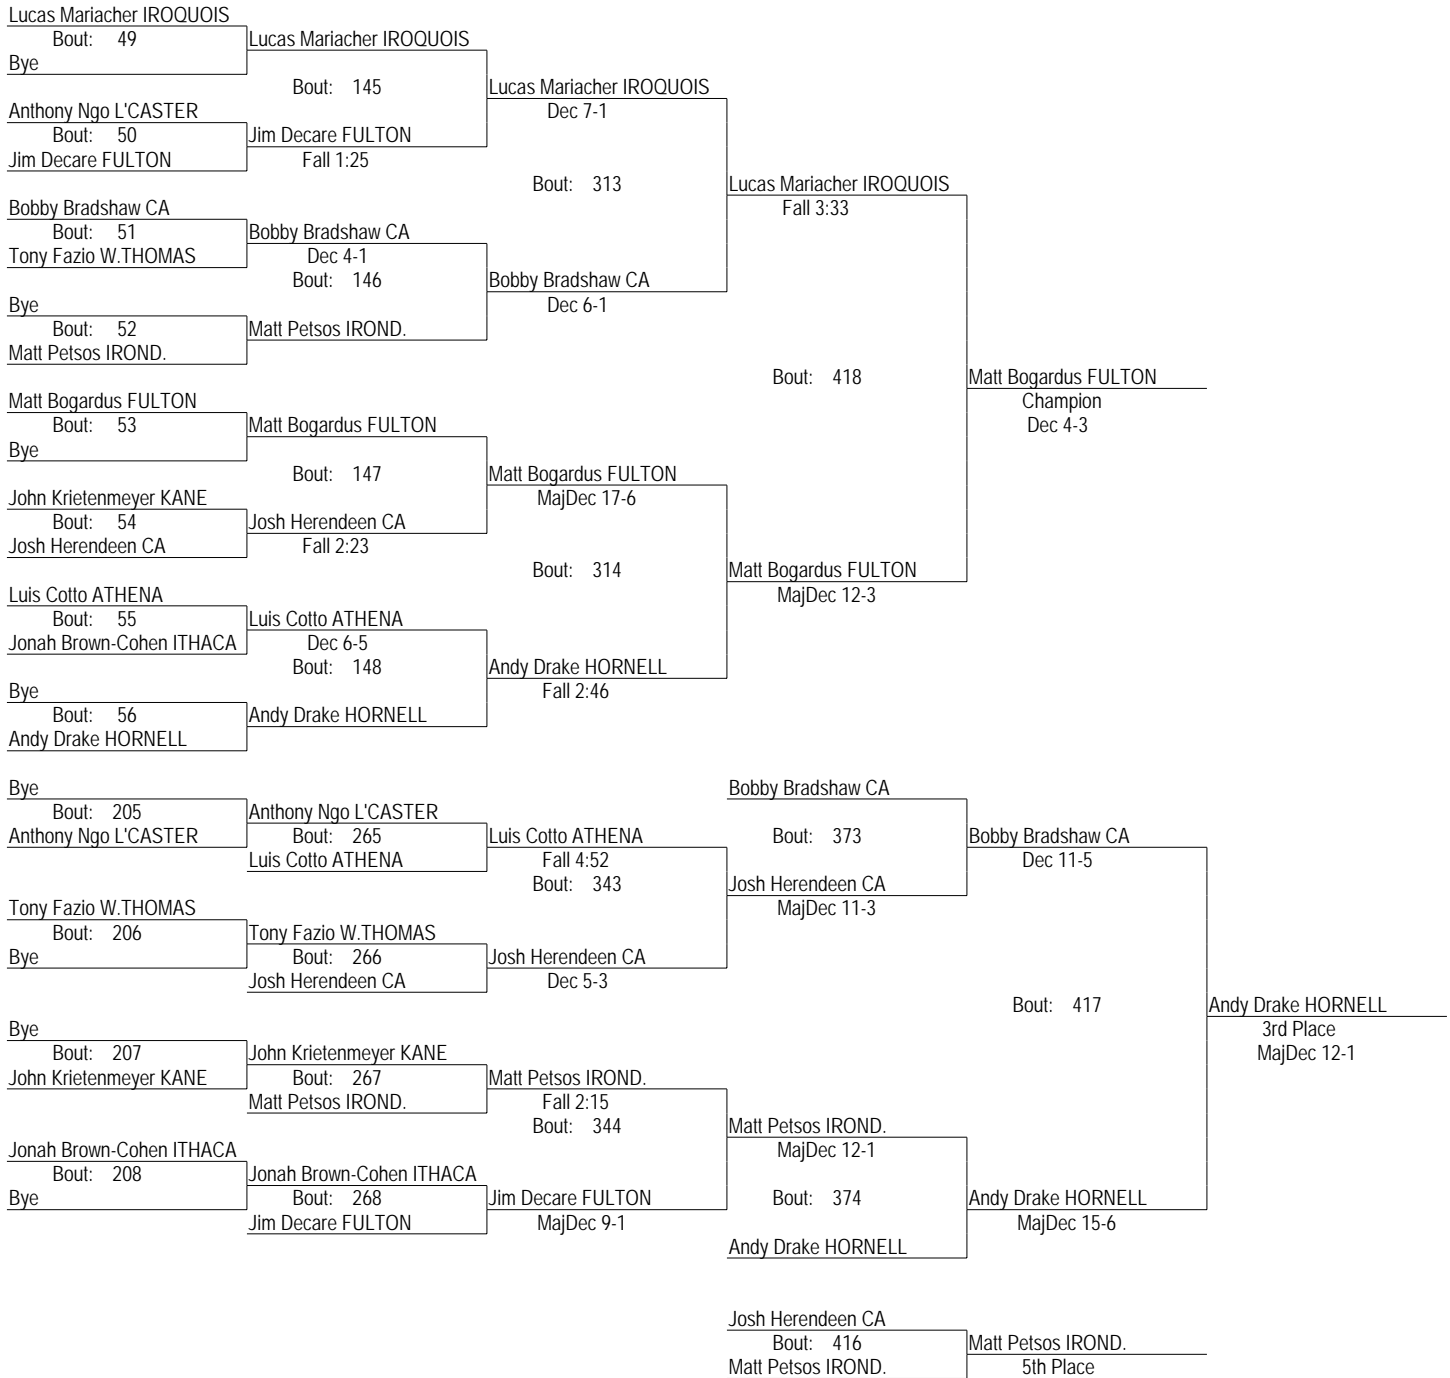 Lucas Mariacher IROQUOIS
Bout: 49
Lucas Mariacher IROQUOIS
Bye
Bout: 145
Lucas Mariacher IROQUOIS
Anthony Ngo L'CASTER
Dec 7-1
Bout: 50
Jim Decare FULTON
Jim Decare FULTON
Fall 1:25
Bout: 313
Lucas Mariacher IROQUOIS
Bobby Bradshaw CA
Fall 3:33
Bout: 51
Bobby Bradshaw CA
Tony Fazio W.THOMAS
Dec 4-1
Bout: 146
Bobby Bradshaw CA
Bye
Dec 6-1
Bout: 52
Matt Petsos IROND.
Matt Petsos IROND.
Bout: 418
Matt Bogardus FULTON
Matt Bogardus FULTON
Champion
Bout: 53
Matt Bogardus FULTON
Dec 4-3
Bye
Bout: 147
Matt Bogardus FULTON
John Krietenmeyer KANE
MajDec 17-6
Bout: 54
Josh Herendeen CA
Josh Herendeen CA
Fall 2:23
Bout: 314
Matt Bogardus FULTON
Luis Cotto ATHENA
MajDec 12-3
Bout: 55
Luis Cotto ATHENA
Jonah Brown-Cohen ITHACA
Dec 6-5
Bout: 148
Andy Drake HORNELL
Bye
Fall 2:46
Bout: 56
Andy Drake HORNELL
Andy Drake HORNELL
Bye
Bobby Bradshaw CA
Bout: 205
Anthony Ngo L'CASTER
Anthony Ngo L'CASTER
Bout: 265
Luis Cotto ATHENA
Bout: 373
Bobby Bradshaw CA
Luis Cotto ATHENA
Fall 4:52
Dec 11-5
Bout: 343
Josh Herendeen CA
Tony Fazio W.THOMAS
MajDec 11-3
Bout: 206
Tony Fazio W.THOMAS
Bye
Bout: 266
Josh Herendeen CA
Josh Herendeen CA
Dec 5-3
Bout: 417
Andy Drake HORNELL
Bye
3rd Place
Bout: 207
John Krietenmeyer KANE
MajDec 12-1
John Krietenmeyer KANE
Bout: 267
Matt Petsos IROND.
Matt Petsos IROND.
Fall 2:15
Bout: 344
Matt Petsos IROND.
Jonah Brown-Cohen ITHACA
MajDec 12-1
Bout: 208
Jonah Brown-Cohen ITHACA
Bye
Bout: 268
Jim Decare FULTON
Bout: 374
Andy Drake HORNELL
Jim Decare FULTON
MajDec 9-1
MajDec 15-6
Andy Drake HORNELL
Josh Herendeen CA
Bout: 416
Matt Petsos IROND.
Matt Petsos IROND.
5th Place